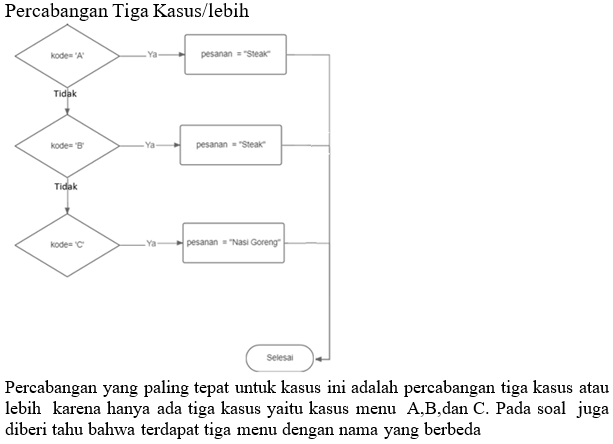 Percabangan Tiga Kasus/lebih
kode= 'A'
Ya
pesanan = "Steak"
Tidak
kode= 'B'
Ya
pesanan = "Steak"
Tidak
kode= 'C'
Ya
pesanan = "Nasi Goreng"
Selesai
Percabangan yang paling tepat untuk kasus ini adalah percabangan tiga kasus atau
lebih karena hanya ada tiga kasus yaitu kasus menu A,B,dan C. Pada soal juga
diberi tahu bahwa terdapat tiga menu dengan nama yang berbeda